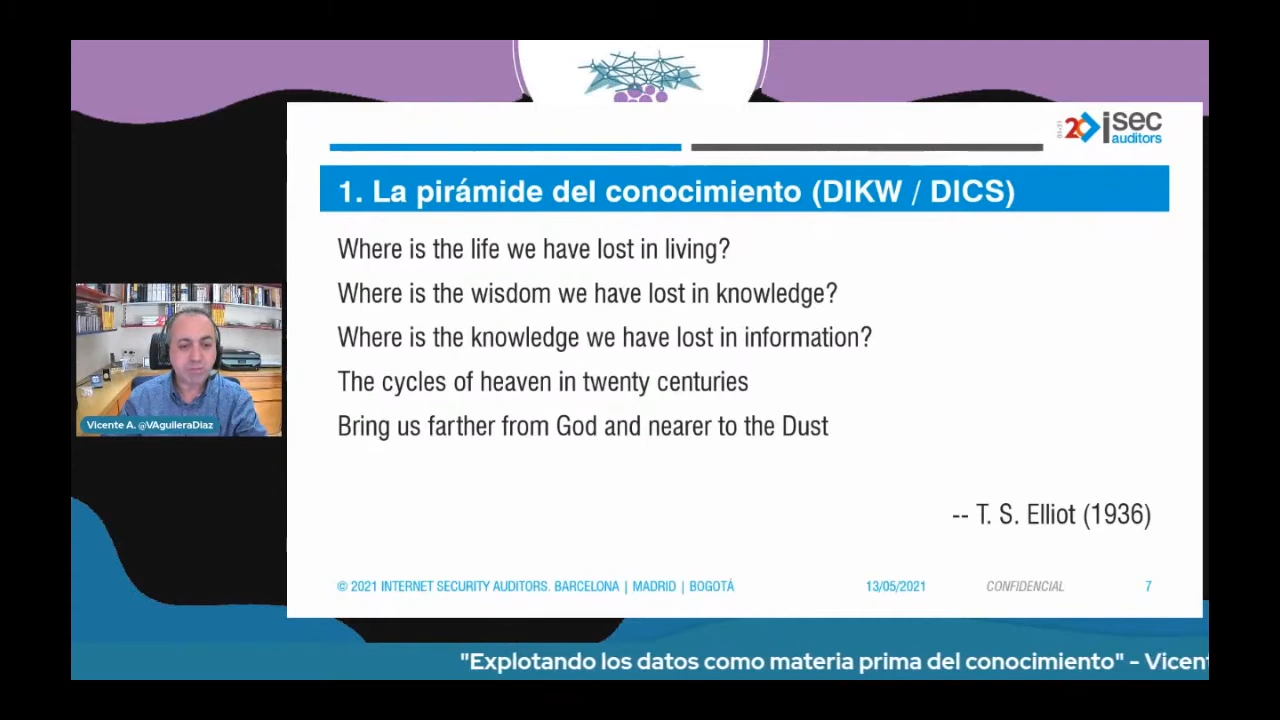 20 isec
auditors
1. La pirámide del conocimiento (DIKW / DICS)
Where is the life we have lost in living?
Where is the wisdom we have lost in knowledge?
Where is the knowledge we have lost in information?
The cycles of heaven in twenty centuries
Bring us farther from God and nearer to the Dust
-- T. S. Elliot (1936)
Vicente A. @VAguileraDiaz
© 2021 INTERNET SECURITY AUDITORS. BARCELONA | MADRID | BOGOTÁ 13/05/2021 CONFIDENCIAL 7
"Explotando los datos como materia prima del conocimiento" - Vicent